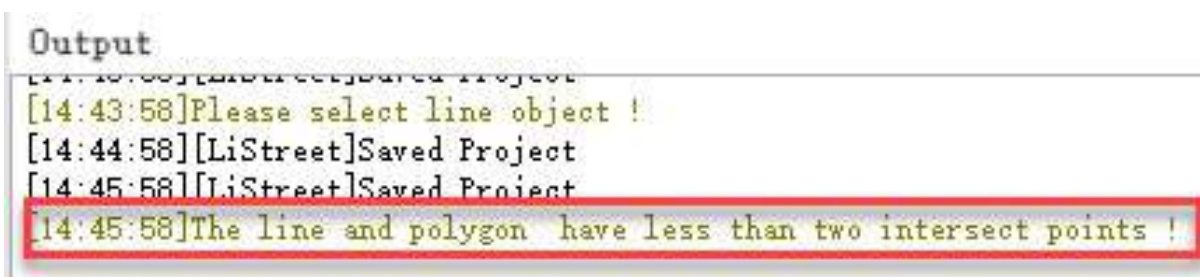 Output
[14:43:58]Please select line object !
[14:44:58][LiStreet]Saved Project
[14:45:58][LiStreet]Saved Project
[14:45:58]The line and polygon  have less than two intersect points !